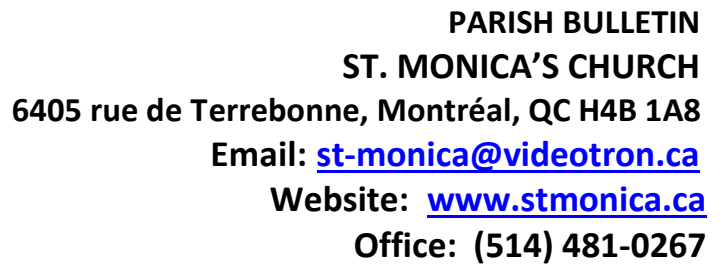 PARISH BULLETIN
ST. MONICA’S CHURCH
6405 rue de Terrebonne, Montréal, QC H4B 1A8
Email: st-monica@videotron.ca
Website: www.stmonica.ca
Office: (514) 481-0267